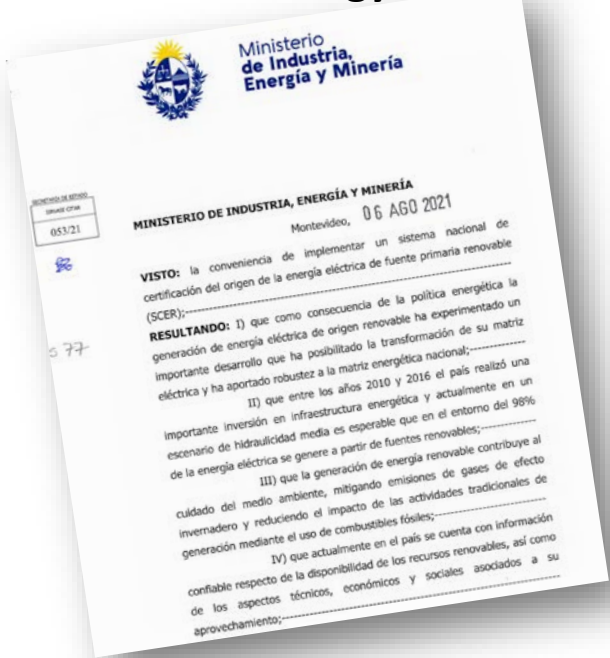 Ministerio
de Industria,
Energía y Minería
SECRETARÍA DE ESTADO
053/21
MINISTERIO DE INDUSTRIA, ENERGÍA Y MINERÍA
Montevideo, 06 AGO 2021
VISTO: la conveniencia de implementar un sistema nacional de
certificación del origen de la energía eléctrica de fuente primaria renovable
(SCER);
RESULTANDO: I) que como consecuencia de la política energética la
generación de energía eléctrica de origen renovable ha experimentado un
importante desarrollo que ha posibilitado la transformación de su matriz
eléctrica y ha aportado robustez a la matriz energética nacional;
II) que entre los años 2010 y 2016 el país realizó una
importante inversión en infraestructura energética y actualmente en un
escenario de hidraulicidad media es esperable que en el entorno del 98%
de la energía eléctrica se genere a partir de fuentes renovables;
III) que la generación de energía renovable contribuye al
cuidado del medio ambiente, mitigando emisiones de gases de efecto
invernadero y reduciendo el impacto de las actividades tradicionales de
generación mediante el uso de combustibles fósiles;
IV) que actualmente en el país se cuenta con información
confiable respecto de la disponibilidad de los recursos renovables, así como
de los aspectos técnicos, económicos y sociales asociados a su
aprovechamiento;